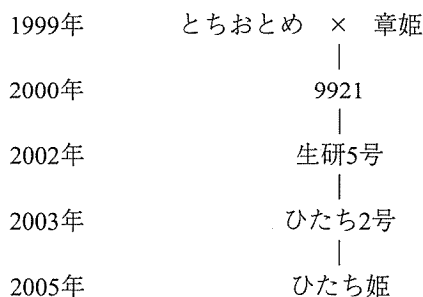 1999年 とちおとめ × 章姫
2000年 9921
2002年 生研5号
2003年 ひたち2号
2005年 ひたち姫